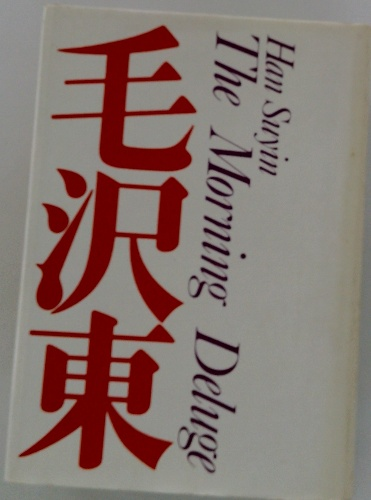 Han Suyin
The Morning Deluge
毛沢東